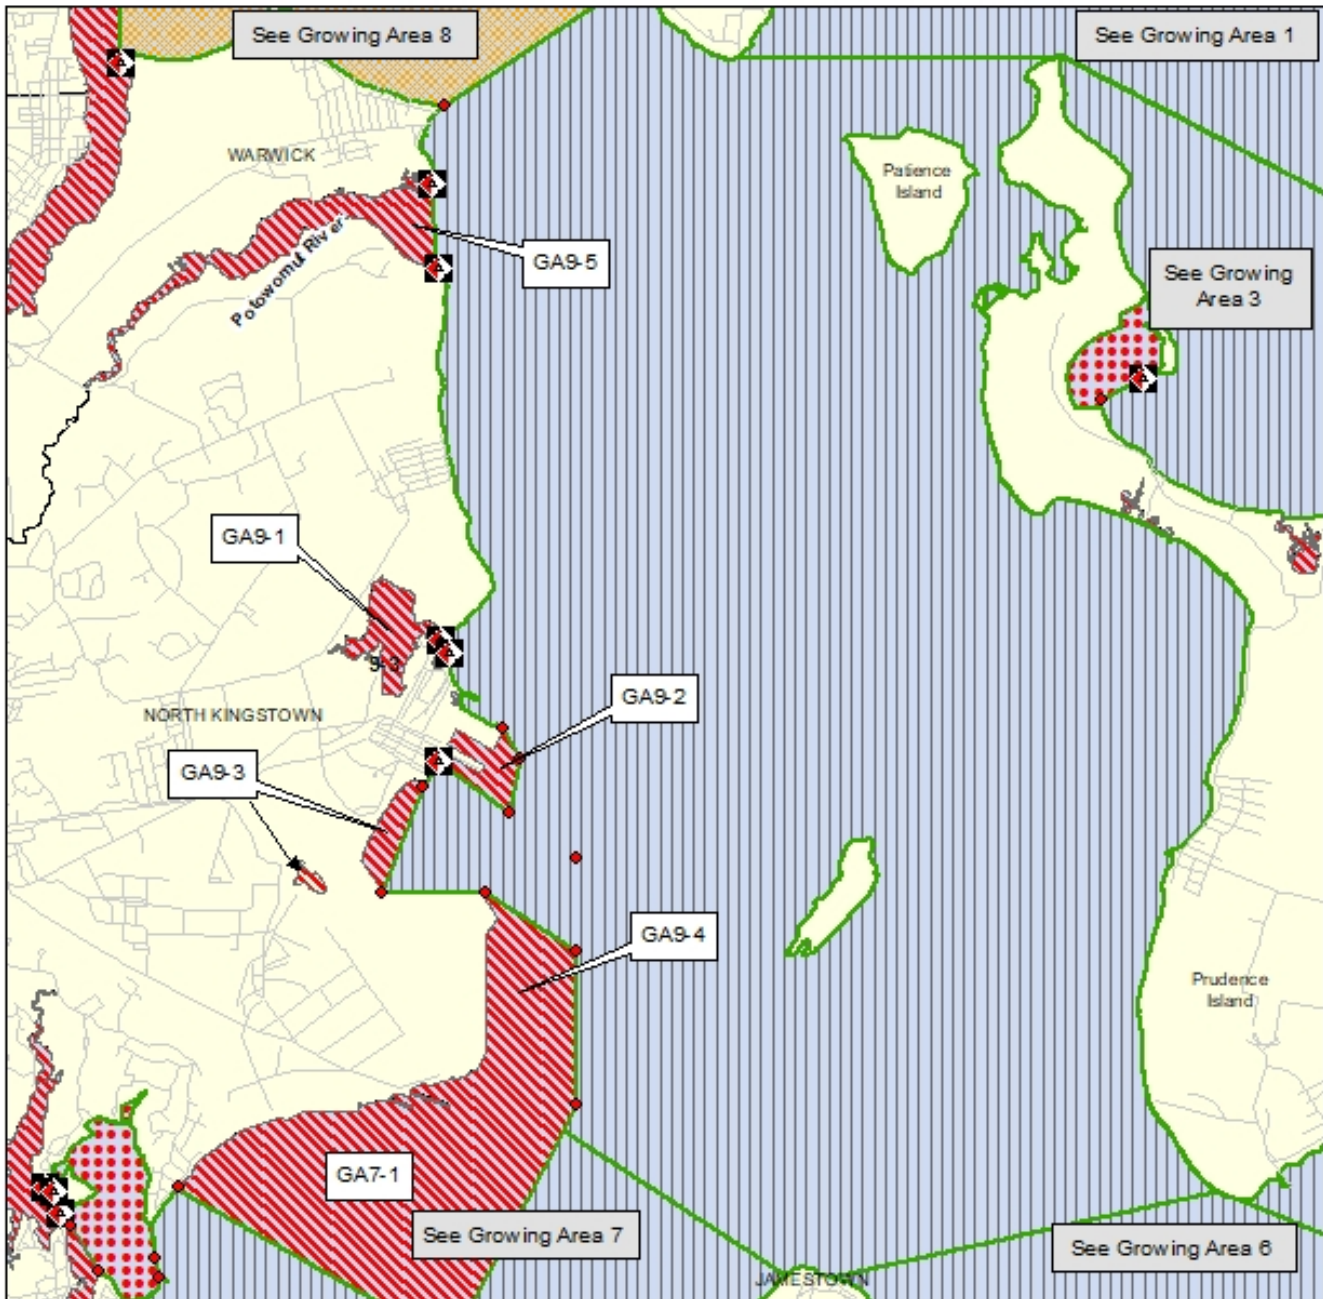 See Growing Area 8
See Growing Area 1
WARWICK
Patience
Island
Potowomut River
GA9-5
See Growing
Area 3
GA9-1
GA9-2
NORTH KINGSTOWN
GA9-3
GA9-4
Prudence
Island
GA7-1
See Growing Area 7
See Growing Area 6
JAMESTOWN